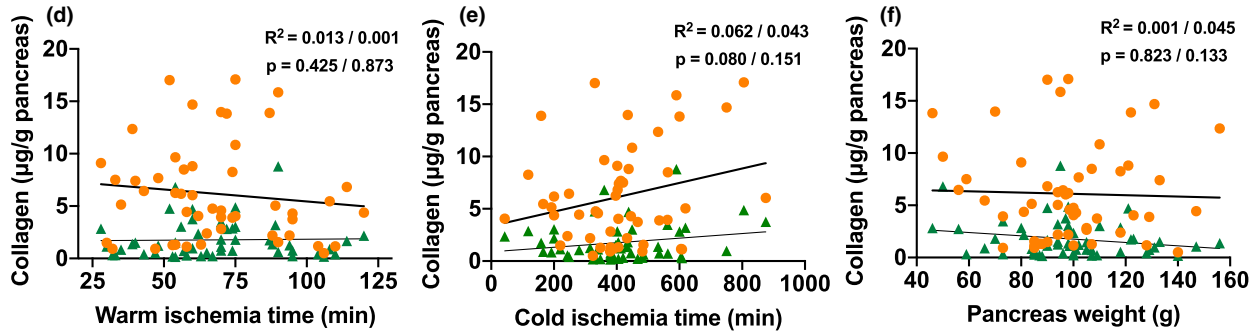 (d)
R² = 0.013 / 0.001
p = 0.425 / 0.873
Collagen (µg/g pancreas)
20
15
10
5
0
25 50 75 100 125
Warm ischemia time (min)
(e)
R² = 0.062 / 0.043
p = 0.080 / 0.151
Collagen (µg/g pancreas)
20
15
10
5
0
0 200 400 600 800 1000
Cold ischemia time (min)
(f)
R² = 0.001 / 0.045
p = 0.823 / 0.133
Collagen (µg/g pancreas)
20
15
10
5
0
40 60 80 100 120 140 160
Pancreas weight (g)